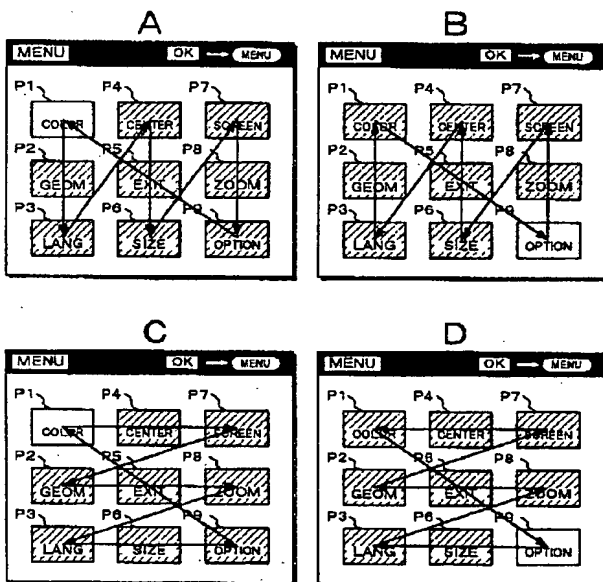 A
MENU OK MENU
P1 P4 P7
COLOR CENTER SCREEN
P2 P5 P8
GEOM EXIT ZOOM
P3 P6 P9
LANG SIZE OPTION
B
MENU OK MENU
P1 P4 P7
COLOR CENTER SCREEN
P2 P5 P8
GEOM EXIT ZOOM
P3 P6 P9
LANG SIZE OPTION
C
MENU OK MENU
P1 P4 P7
COLOR CENTER SCREEN
P2 P5 P8
GEOM EXIT ZOOM
P3 P6 P9
LANG SIZE OPTION
D
MENU OK MENU
P1 P4 P7
COLOR CENTER SCREEN
P2 P5 P8
GEOM EXIT ZOOM
P3 P6 P9
LANG SIZE OPTION